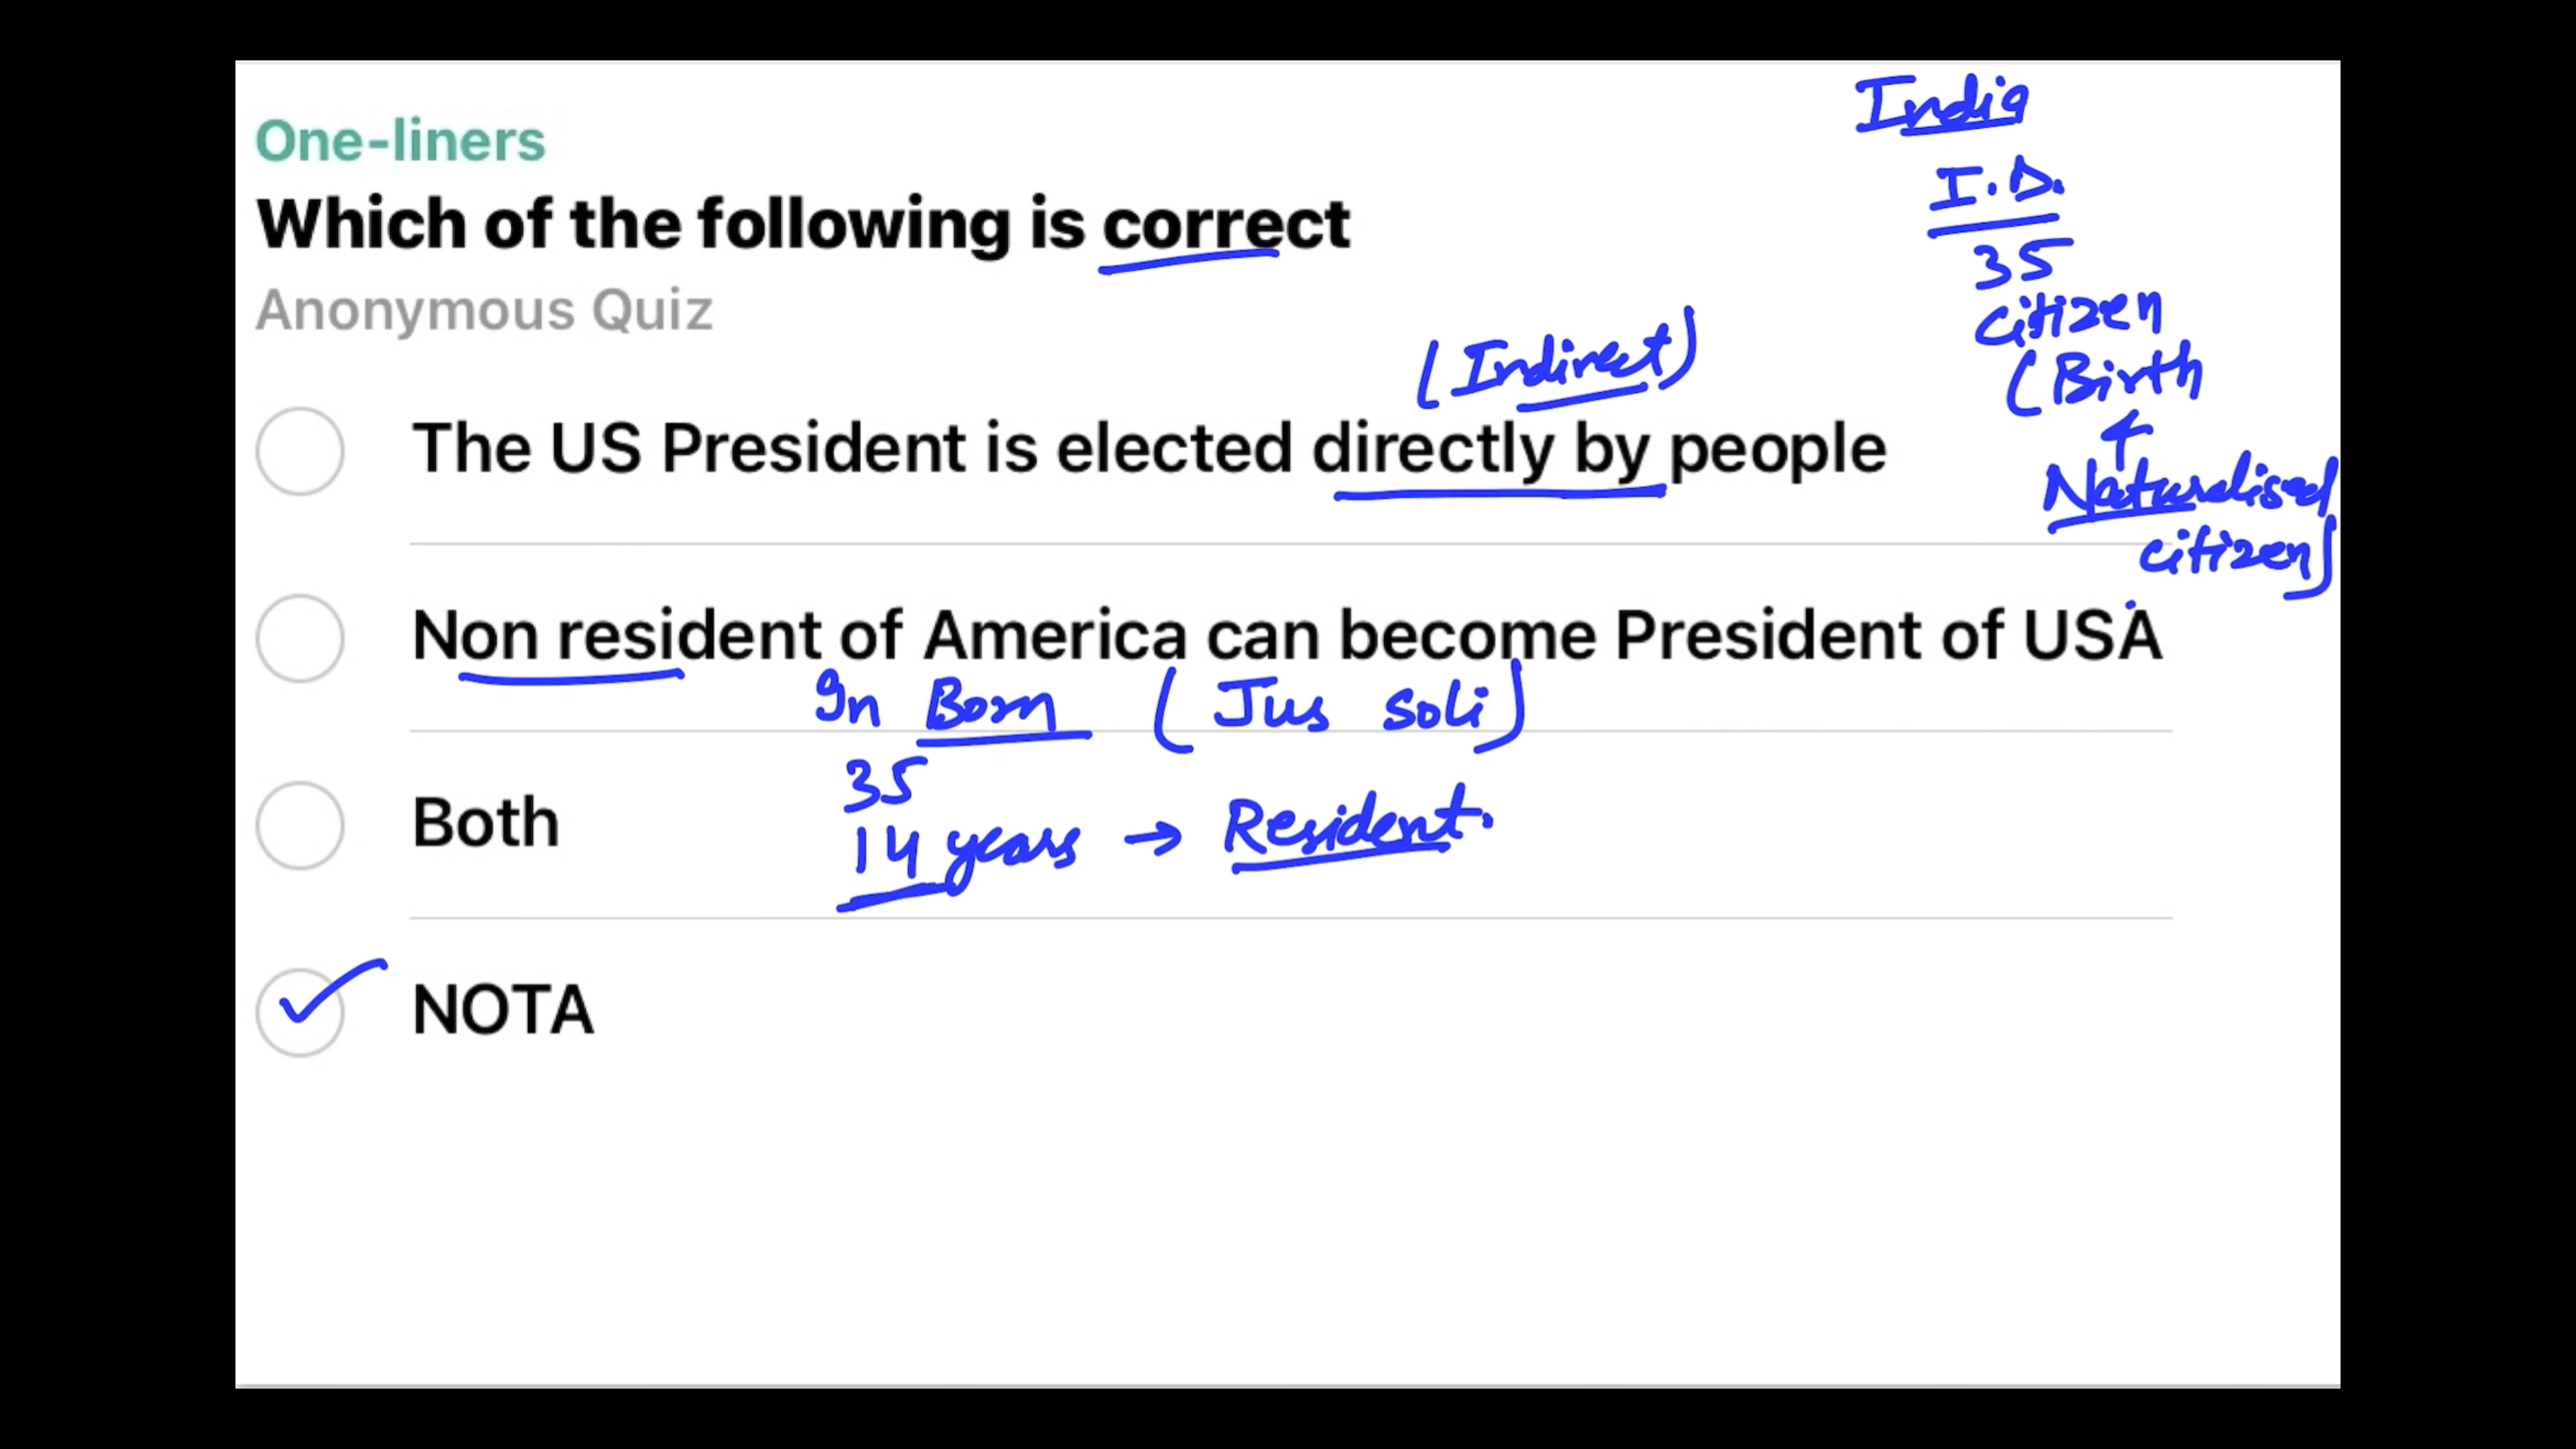 India
One-liners
I.D.
Which of the following is correct
35
Anonymous Quiz
citizen
(Birth
(Indirect)
The US President is elected directly by people
Naturalised
citizen)
Non resident of America can become President of USA
In Born (Jus soli)
35
Both
14 years → Resident.
NOTA